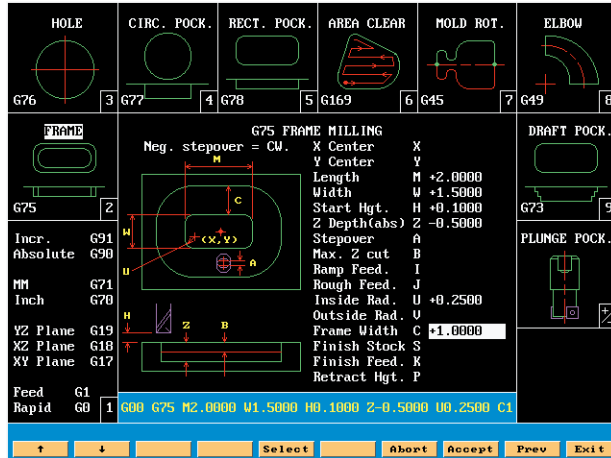 HOLE CIRC. POCK. RECT. POCK. AREA CLEAR MOLD ROT. ELBOW
G76 3 G77 4 G78 5 G169 6 G45 7 G49 8
FRAME
G75 2
G75 FRAME MILLING
Neg. stepover = CW.
M
C
W
(X,Y)
A
U
H
Z B
X Center X
Y Center Y
Length M +2.0000
Width W +1.5000
Start Hgt. H +0.1000
Z Depth(abs) Z -0.5000
Stepover A
Max. Z cut B
Ramp Feed. I
Rough Feed. J
Inside Rad. U +0.2500
Outside Rad. V
Frame Width C +1.0000
Finish Stock S
Finish Feed. K
Retract Hgt. P
DRAFT POCK.
G73 9
PLUNGE POCK.
Incr. G91
Absolute G90
MM G71
Inch G70
YZ Plane G19
XZ Plane G18
XY Plane G17
Feed G1
Rapid G0 1
G00 G75 M2.0000 W1.5000 H0.1000 Z-0.5000 U0.2500 C1
↑ ↓ Select Abort Accept Prev Exit